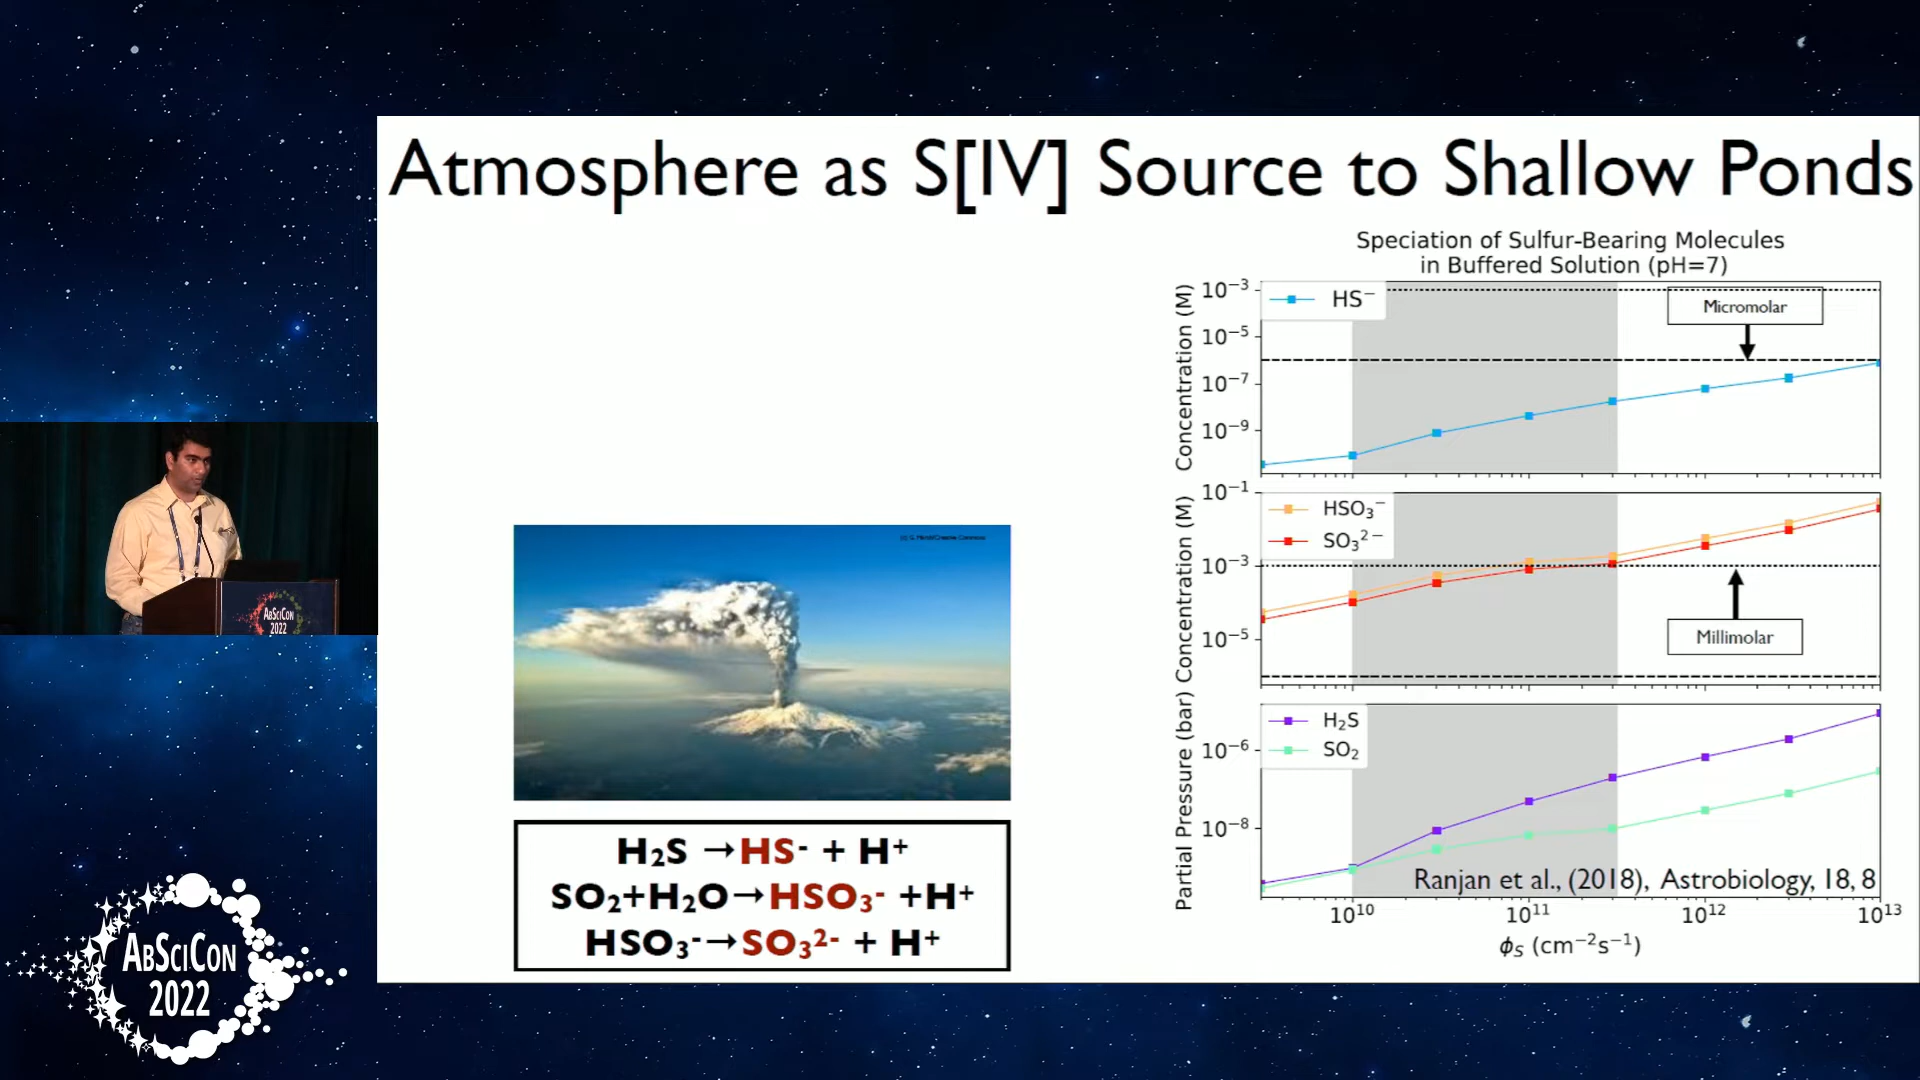 Atmosphere as S[IV] Source to Shallow Ponds
Speciation of Sulfur-Bearing Molecules
in Buffered Solution (pH=7)
Concentration (M)
10⁻³
10⁻⁵
10⁻⁷
10⁻⁹
HS⁻
Micromolar
Concentration (M)
10⁻¹
10⁻³
10⁻⁵
HSO₃⁻
SO₃²⁻
Millimolar
Partial Pressure (bar)
10⁻⁶
10⁻⁸
H₂S
SO₂
Ranjan et al., (2018), Astrobiology, 18, 8
10¹⁰ 10¹¹ 10¹² 10¹³
ϕS (cm⁻²s⁻¹)
H₂S →HS⁻ + H⁺
SO₂+H₂O→HSO₃⁻ +H⁺
HSO₃⁻→SO₃²⁻ + H⁺
ABSCICON
2022
ABSCICON
2022